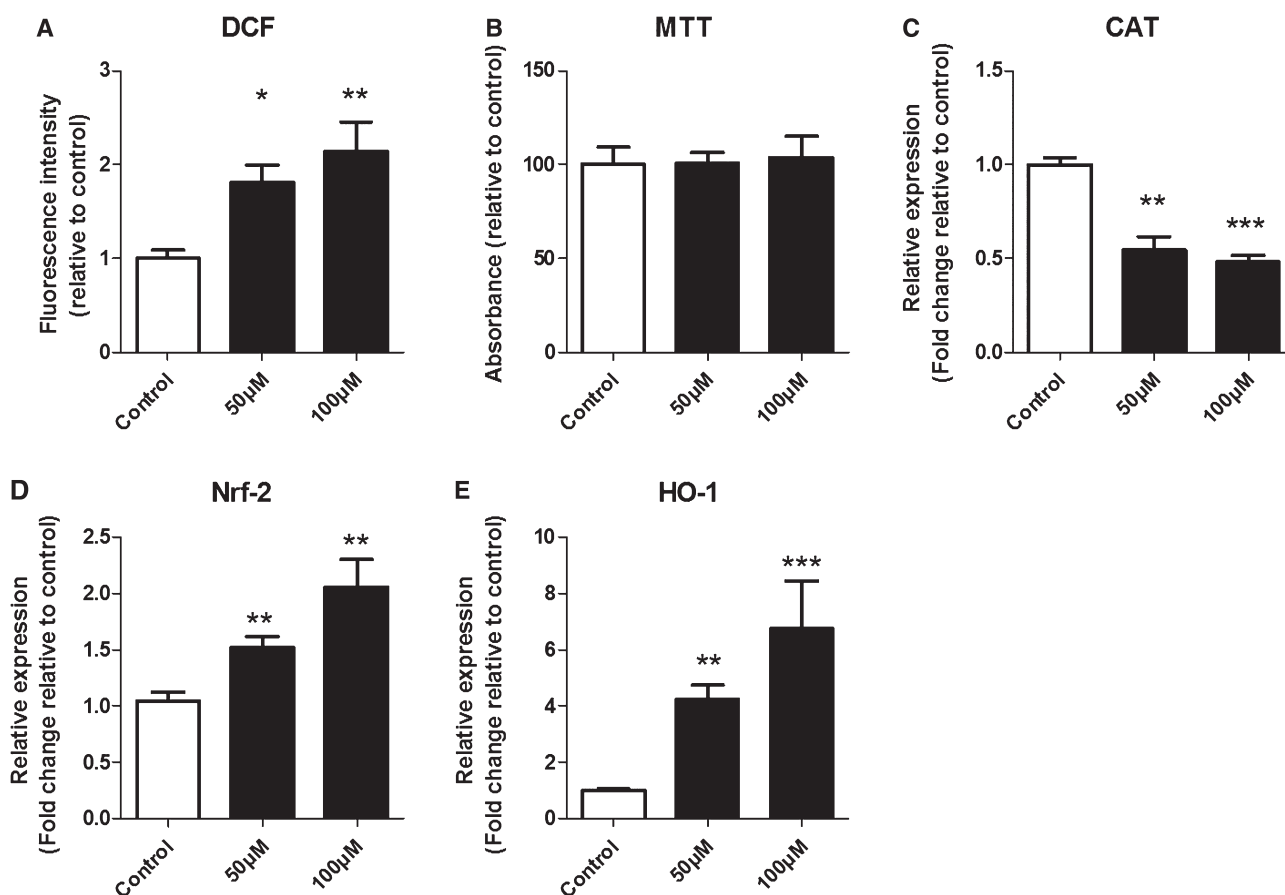 A
DCF
Fluorescence intensity
(relative to control)
3
2
1
0
*
**
Control
50µM
100µM
B
MTT
Absorbance (relative to control)
150
100
50
0
Control
50µM
100µM
C
CAT
Relative expression
(Fold change relative to control)
1.5
1.0
0.5
0.0
**
***
Control
50µM
100µM
D
Nrf-2
Relative expression
(Fold change relative to control)
2.5
2.0
1.5
1.0
0.5
0.0
**
**
Control
50µM
100µM
E
HO-1
Relative expression
(Fold change relative to control)
10
8
6
4
2
0
**
***
Control
50µM
100µM